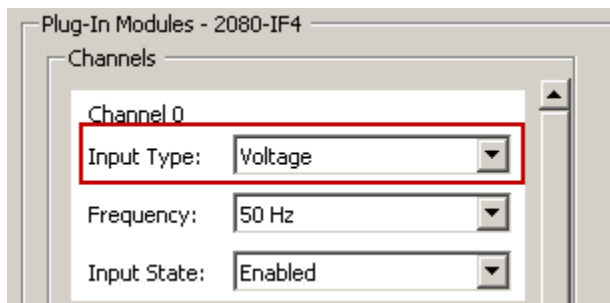 Plug-In Modules - 2080-IF4
Channels
Channel 0
Input Type: Voltage
Frequency: 50 Hz
Input State: Enabled